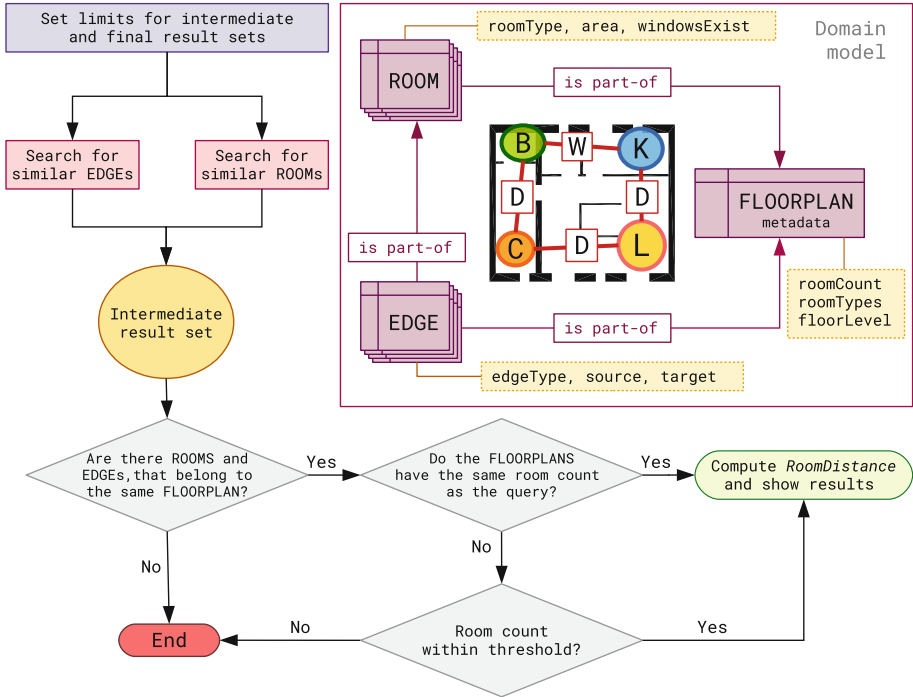 Set limits for intermediate
and final result sets
Search for
similar EDGEs
Search for
similar ROOMs
Intermediate
result set
Domain
model
roomType, area, windowsExist
ROOM
is part-of
B
W
K
D
D
C
D
L
FLOORPLAN
metadata
is part-of
roomCount
roomTypes
floorLevel
EDGE
is part-of
edgeType, source, target
Are there ROOMS and
EDGEs,that belong to
the same FLOORPLAN?
Yes
Do the FLOORPLANS
have the same room count
as the query?
Yes
Compute RoomDistance
and show results
No
No
End
No
Room count
within threshold?
Yes